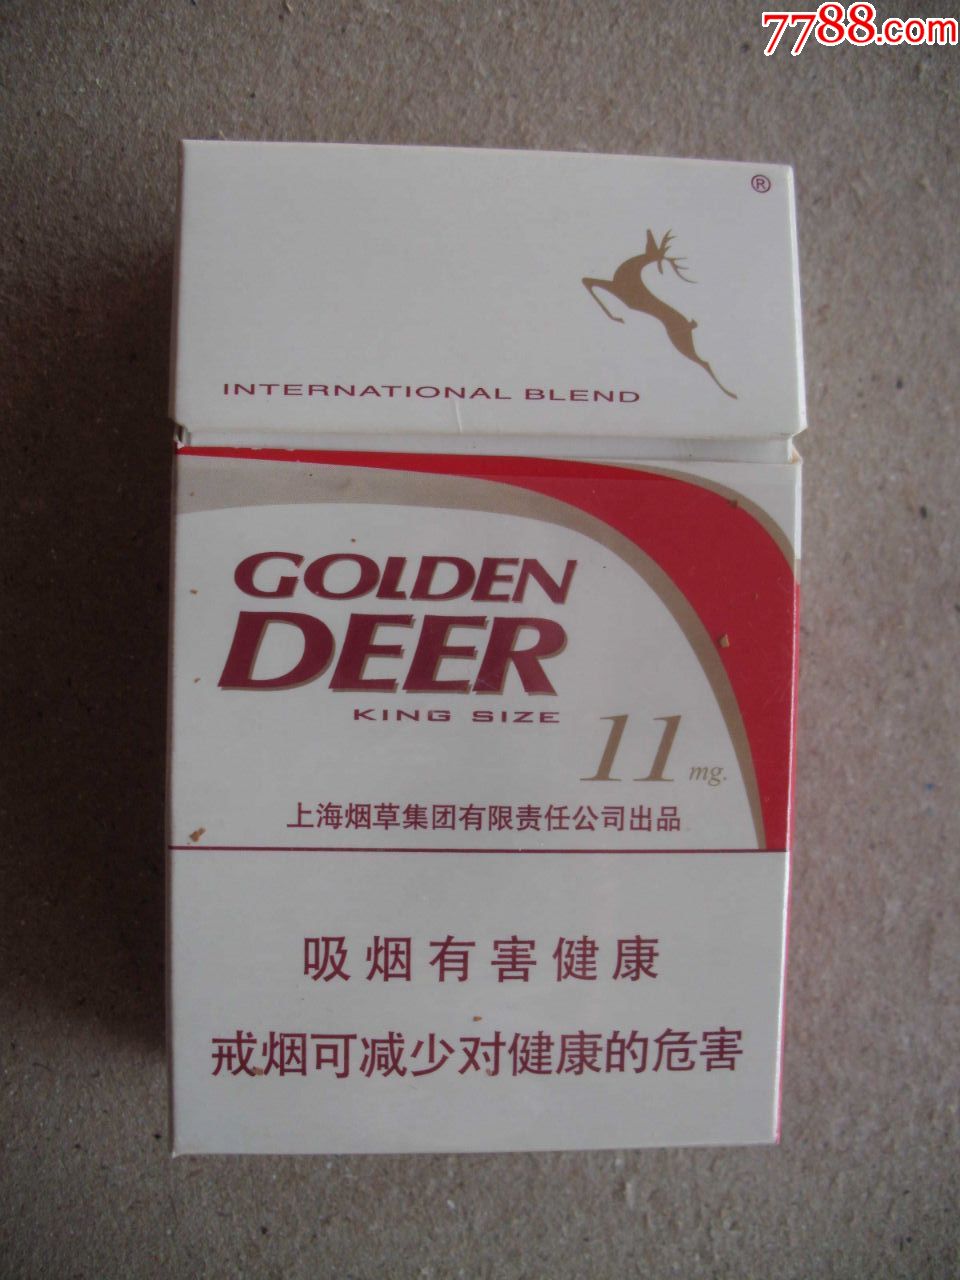 7788.com
®
INTERNATIONAL BLEND
GOLDEN
DEER
KING SIZE
11 mg.
上海烟草集团有限责任公司出品
吸烟有害健康
戒烟可减少对健康的危害